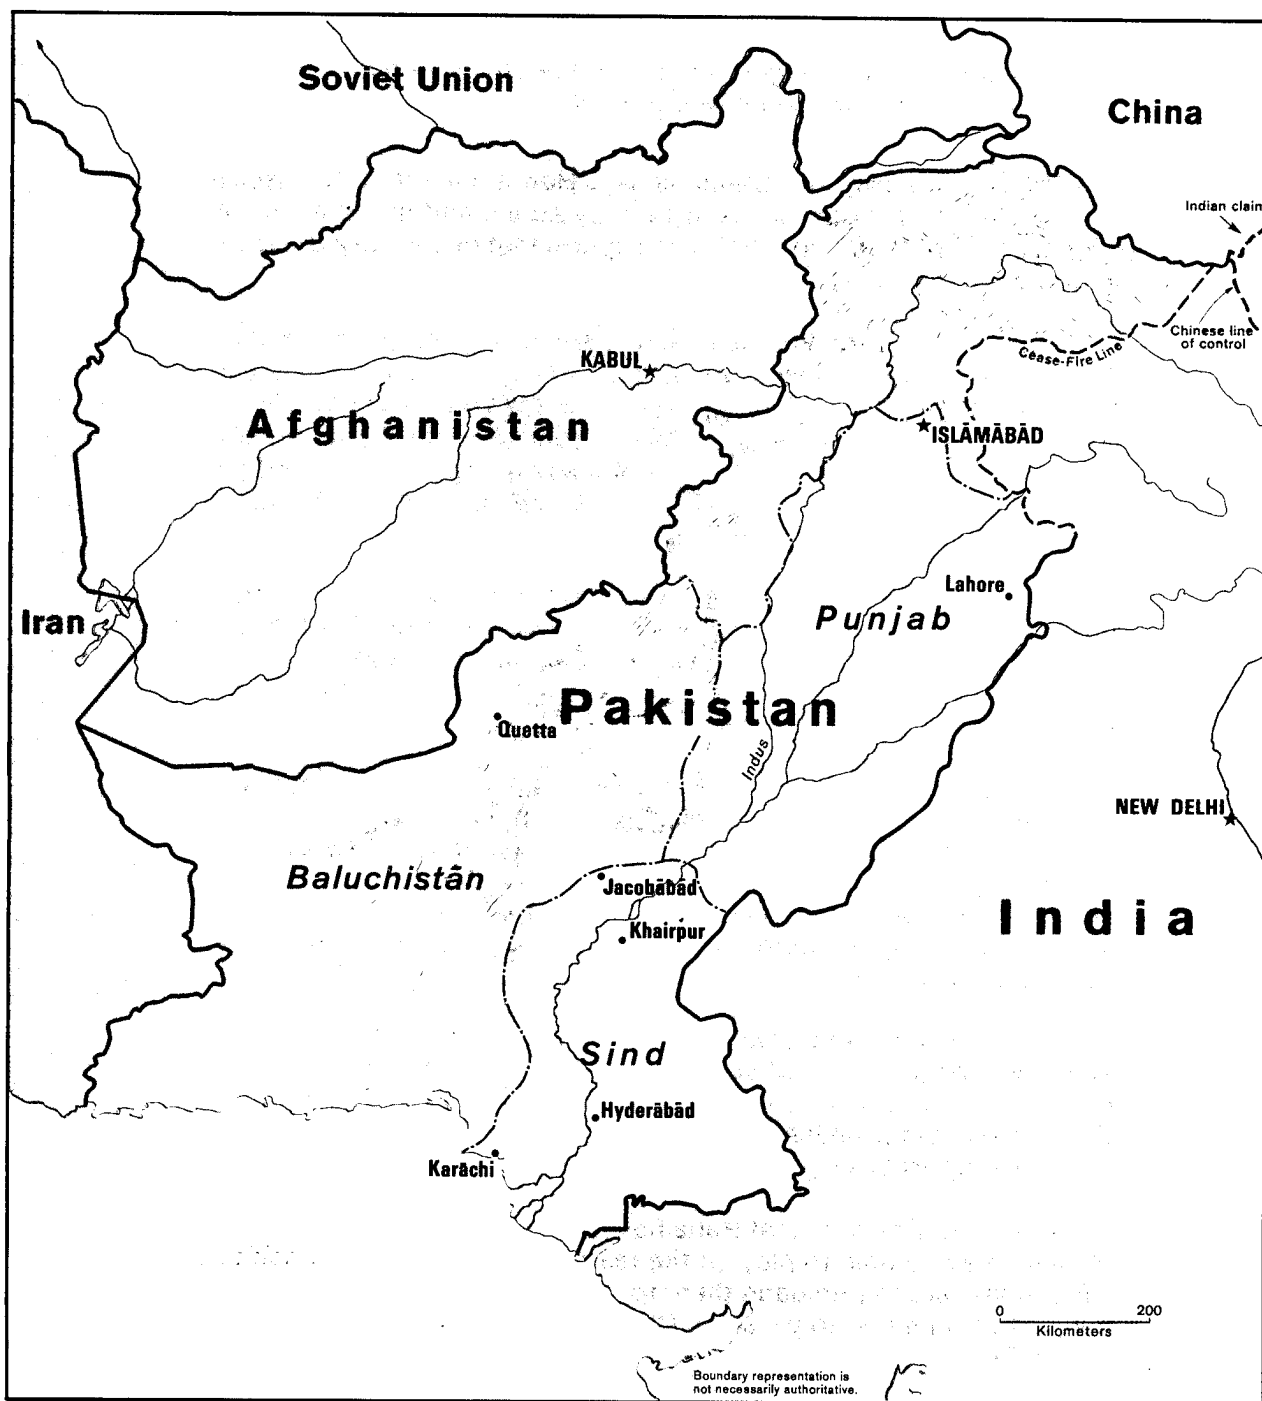 Soviet Union
China
Indian claim
Chinese line
of control
Cease-Fire Line
KABUL
Afghanistan
ISLĀMĀBĀD
Lahore
Iran
Punjab
Pakistan
Quetta
Indus
NEW DELHI
Baluchistān
Jacobābād
Khairpur
India
Sind
Hyderābād
Karāchi
0 200
Kilometers
Boundary representation is
not necessarily authoritative.